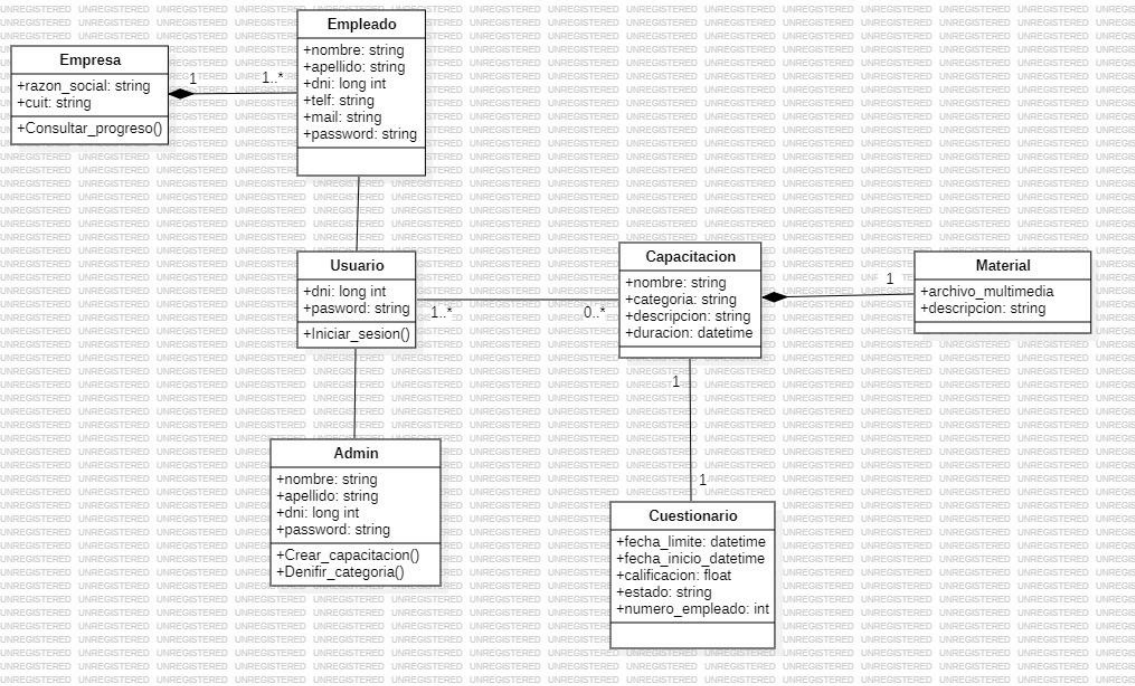 Empleado
+nombre: string
+apellido: string
+dni: long int
+telf: string
+mail: string
+password: string
Empresa
+razon_social: string
+cuit: string
+Consultar_progreso()
1
1..*
Usuario
+dni: long int
+pasword: string
+Iniciar_sesion()
1..*
0..*
Capacitacion
+nombre: string
+categoria: string
+descripcion: string
+duracion: datetime
1
Material
+archivo_multimedia
+descripcion: string
1
1
Admin
+nombre: string
+apellido: string
+dni: long int
+password: string
+Crear_capacitacion()
+Denifir_categoria()
Cuestionario
+fecha_limite: datetime
+fecha_inicio_datetime
+calificacion: float
+estado: string
+numero_empleado: int
UNREGISTERED